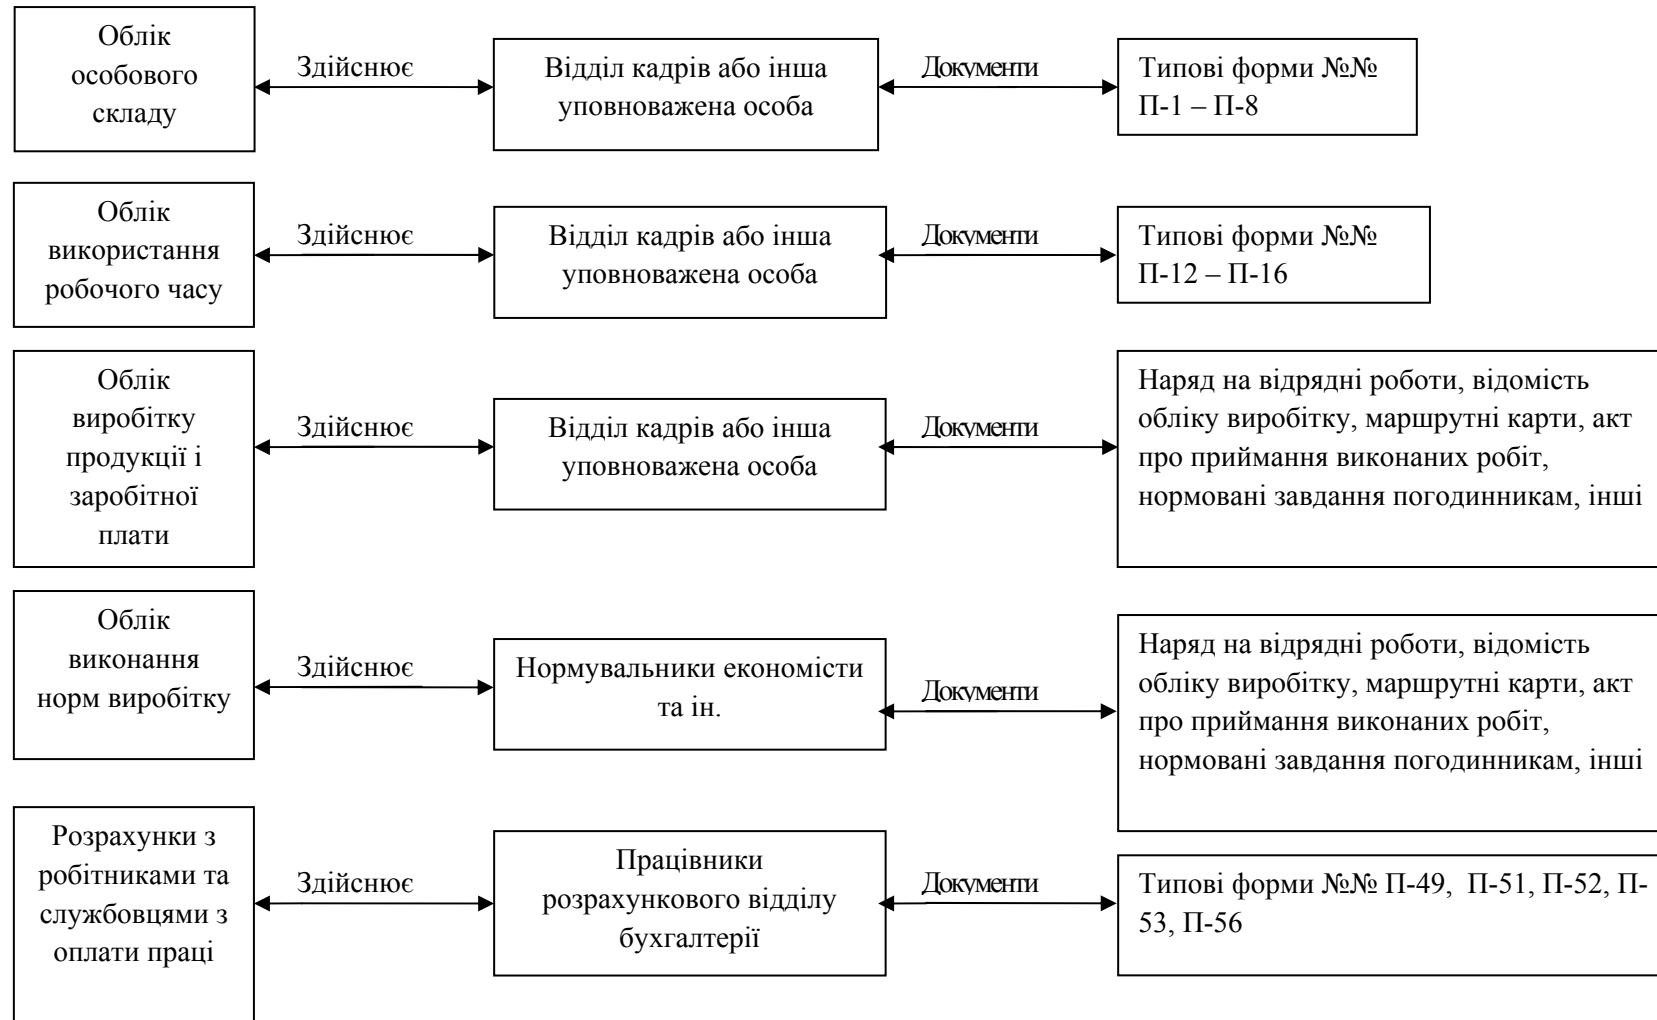 Облік
особового
складу
Здійснює
Відділ кадрів або інша
уповноважена особа
Документи
Типові форми №№
П-1 – П-8
Облік
використання
робочого часу
Здійснює
Відділ кадрів або інша
уповноважена особа
Документи
Типові форми №№
П-12 – П-16
Облік
виробітку
продукції і
заробітної
плати
Здійснює
Відділ кадрів або інша
уповноважена особа
Документи
Наряд на відрядні роботи, відомість
обліку виробітку, маршрутні карти, акт
про приймання виконаних робіт,
нормовані завдання погодинникам, інші
Облік
виконання
норм виробітку
Здійснює
Нормувальники економісти
та ін.
Документи
Наряд на відрядні роботи, відомість
обліку виробітку, маршрутні карти, акт
про приймання виконаних робіт,
нормовані завдання погодинникам, інші
Розрахунки з
робітниками та
службовцями з
оплати праці
Здійснює
Працівники
розрахункового відділу
бухгалтерії
Документи
Типові форми №№ П-49, П-51, П-52, П-
53, П-56